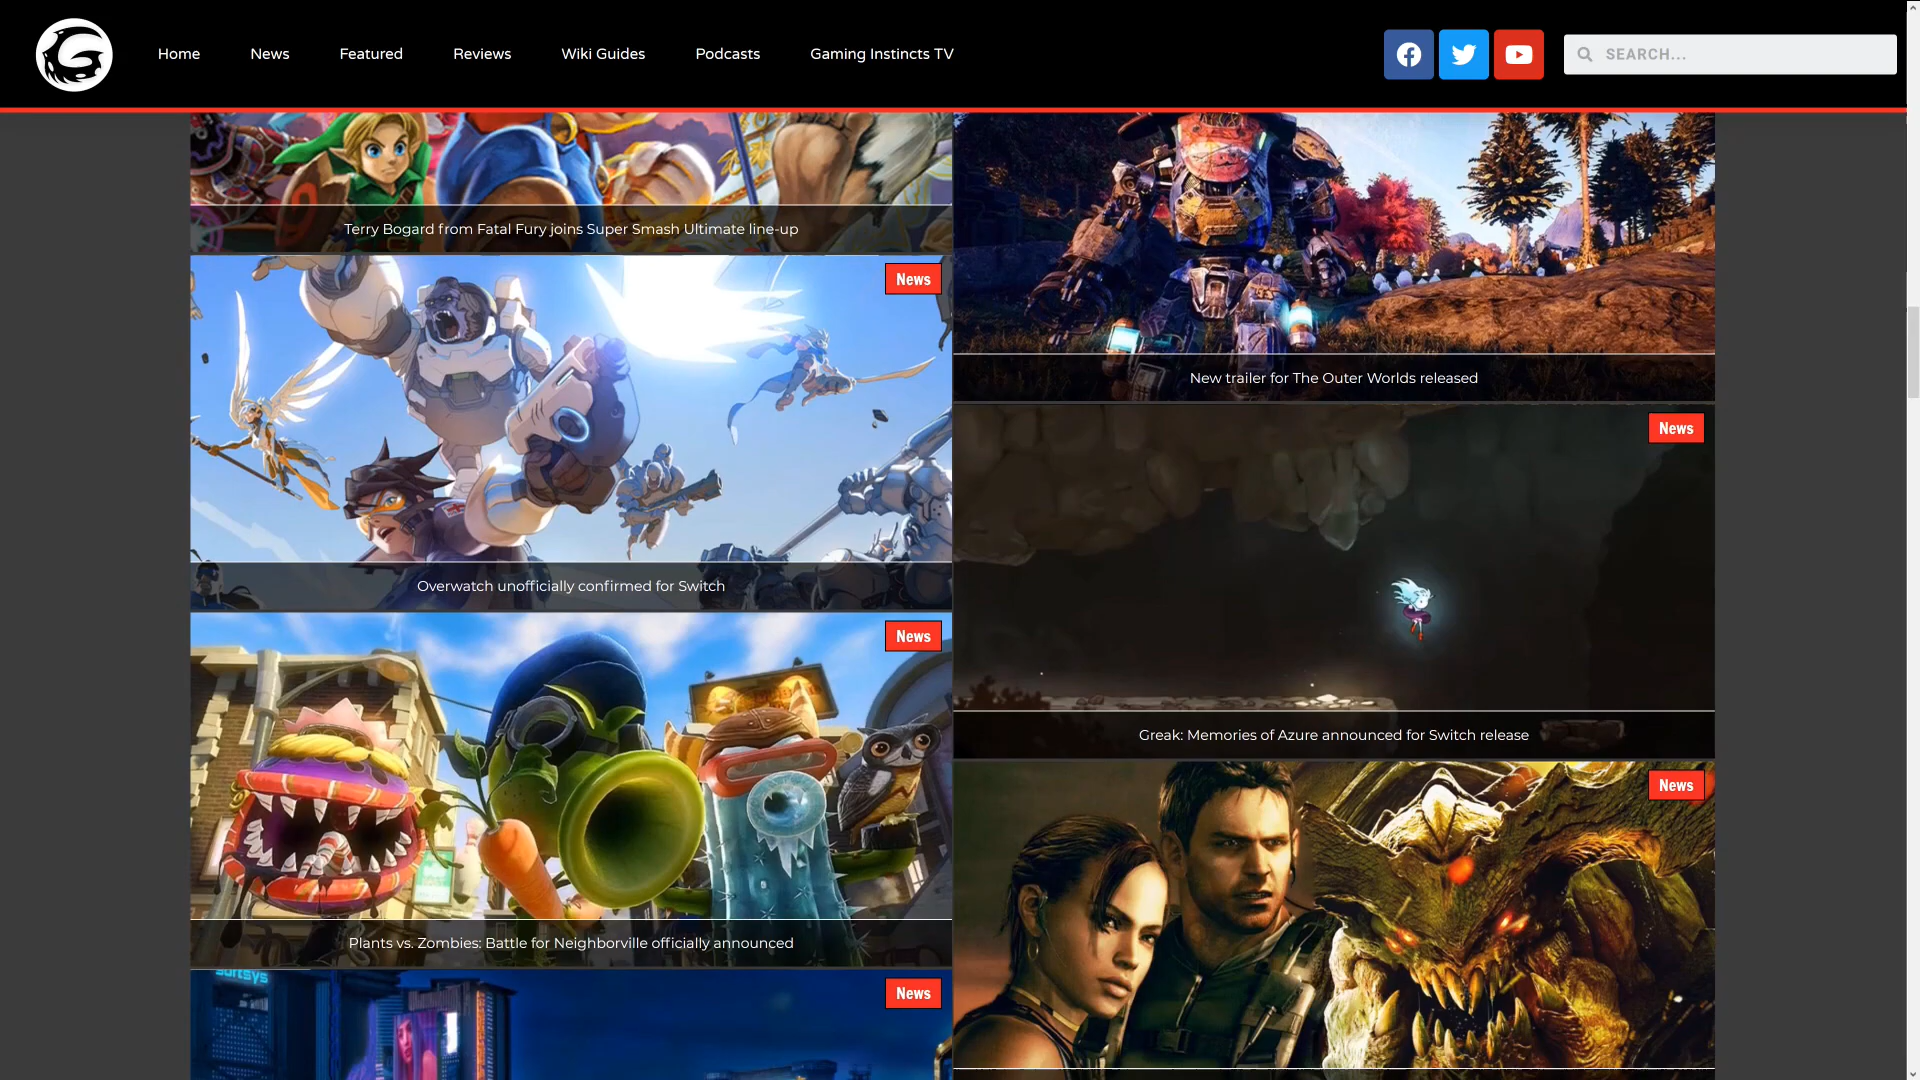 Home
News
Featured
Reviews
Wiki Guides
Podcasts
Gaming Instincts TV
SEARCH...
Terry Bogard from Fatal Fury joins Super Smash Ultimate line-up
News
Overwatch unofficially confirmed for Switch
News
Plants vs. Zombies: Battle for Neighborville officially announced
News
New trailer for The Outer Worlds released
News
Greak: Memories of Azure announced for Switch release
News